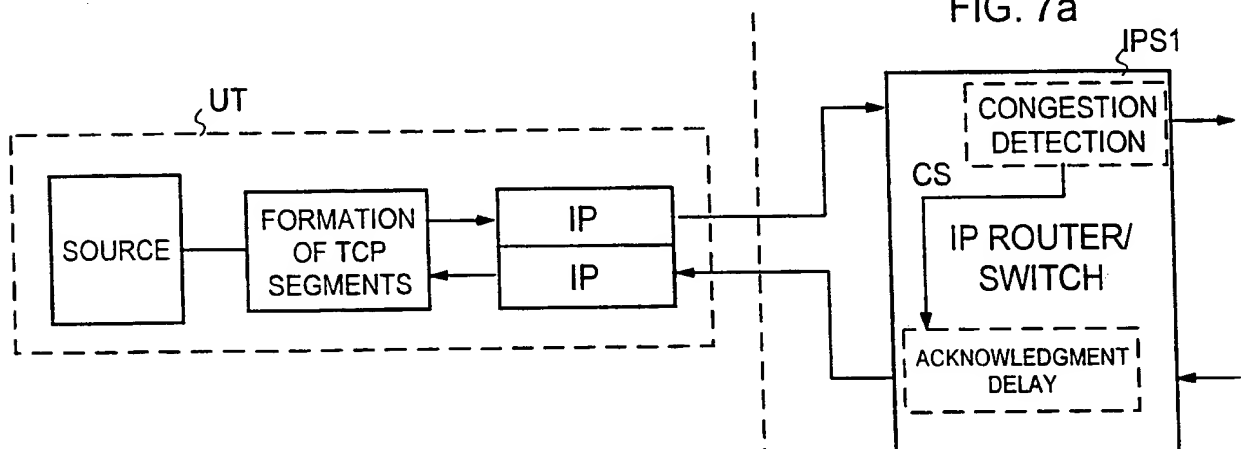 FIG. 7a
IPS1
UT
SOURCE
FORMATION
OF TCP
SEGMENTS
IP
IP
CONGESTION
DETECTION
CS
IP ROUTER/
SWITCH
ACKNOWLEDGMENT
DELAY